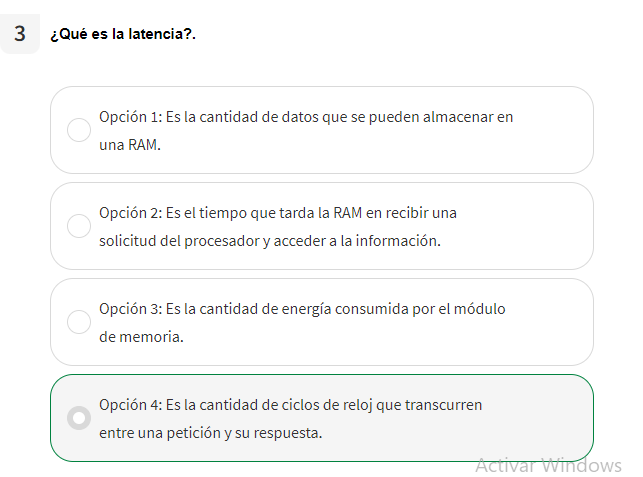 3 ¿Qué es la latencia?.
Opción 1: Es la cantidad de datos que se pueden almacenar en
una RAM.
Opción 2: Es el tiempo que tarda la RAM en recibir una
solicitud del procesador y acceder a la información.
Opción 3: Es la cantidad de energía consumida por el módulo
de memoria.
Opción 4: Es la cantidad de ciclos de reloj que transcurren
entre una petición y su respuesta.
Activar Windows